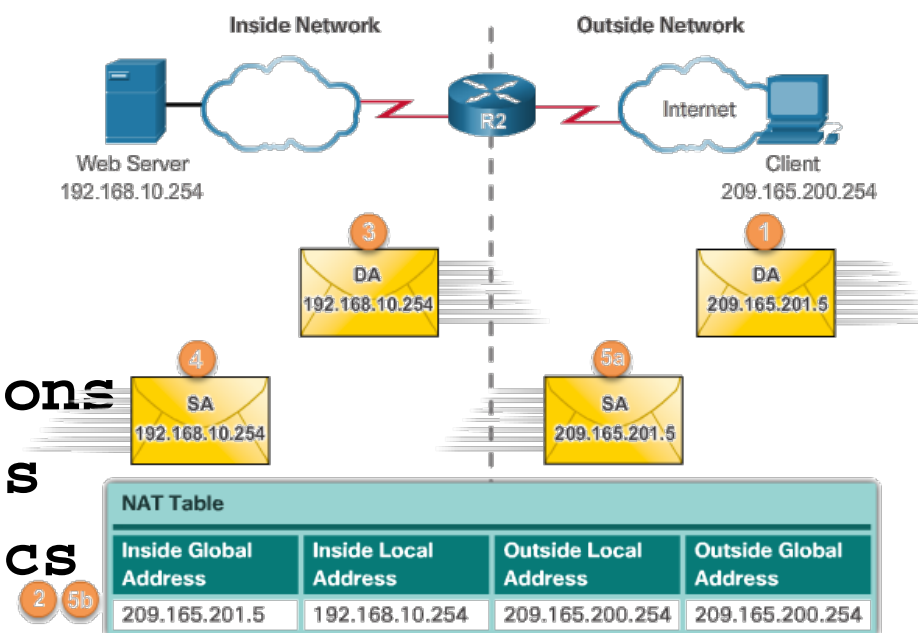 Inside Network
Outside Network
R2
Internet
Web Server
192.168.10.254
Client
209.165.200.254
3
DA
192.168.10.254
1
DA
209.165.201.5
4
SA
192.168.10.254
5a
SA
209.165.201.5
ons
s
cs
NAT Table
Inside Global Address
Inside Local Address
Outside Local Address
Outside Global Address
2 5b
209.165.201.5
192.168.10.254
209.165.200.254
209.165.200.254